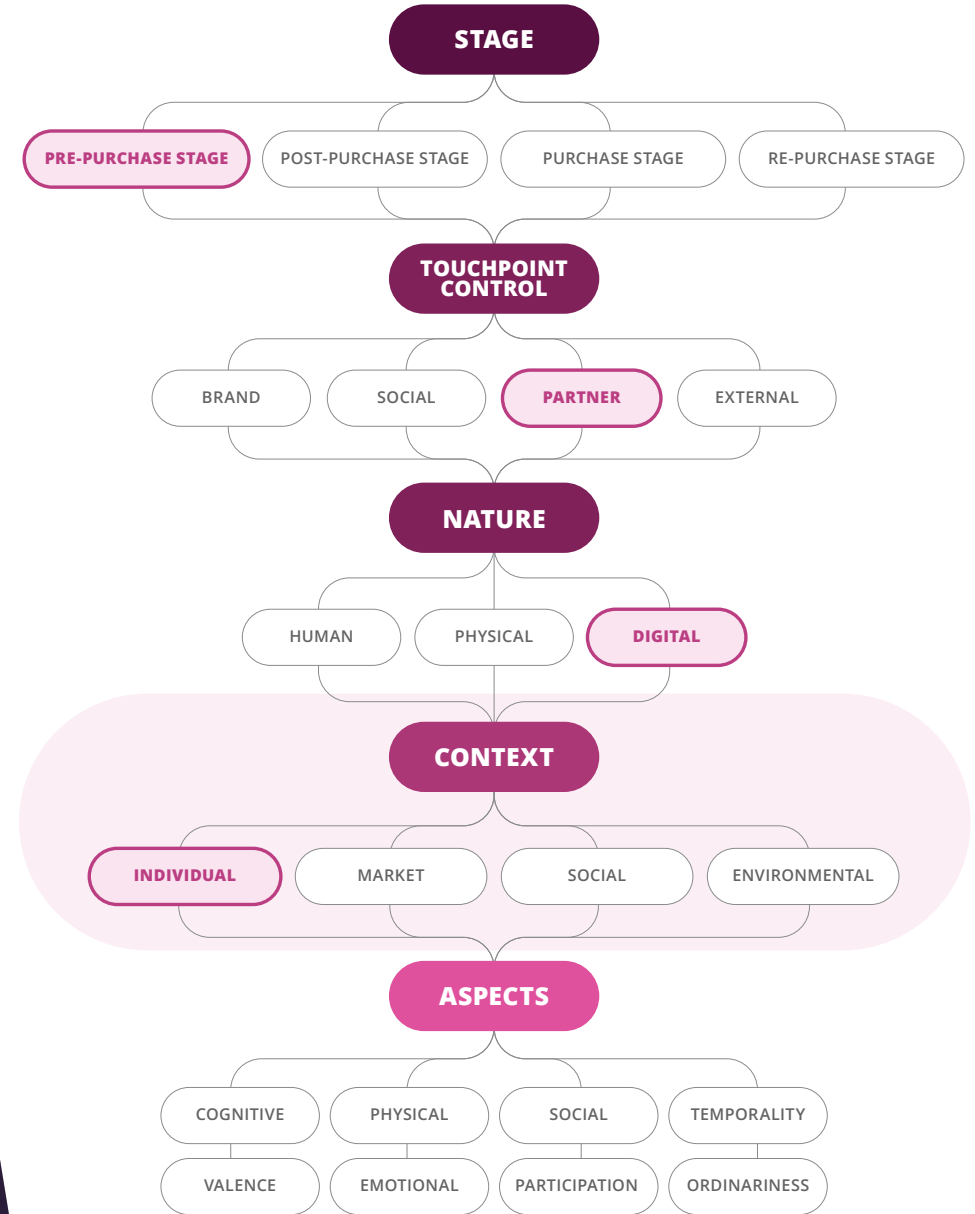 STAGE
PRE-PURCHASE STAGE
POST-PURCHASE STAGE
PURCHASE STAGE
RE-PURCHASE STAGE
TOUCHPOINT
CONTROL
BRAND
SOCIAL
PARTNER
EXTERNAL
NATURE
HUMAN
PHYSICAL
DIGITAL
CONTEXT
INDIVIDUAL
MARKET
SOCIAL
ENVIRONMENTAL
ASPECTS
COGNITIVE
PHYSICAL
SOCIAL
TEMPORALITY
VALENCE
EMOTIONAL
PARTICIPATION
ORDINARINESS